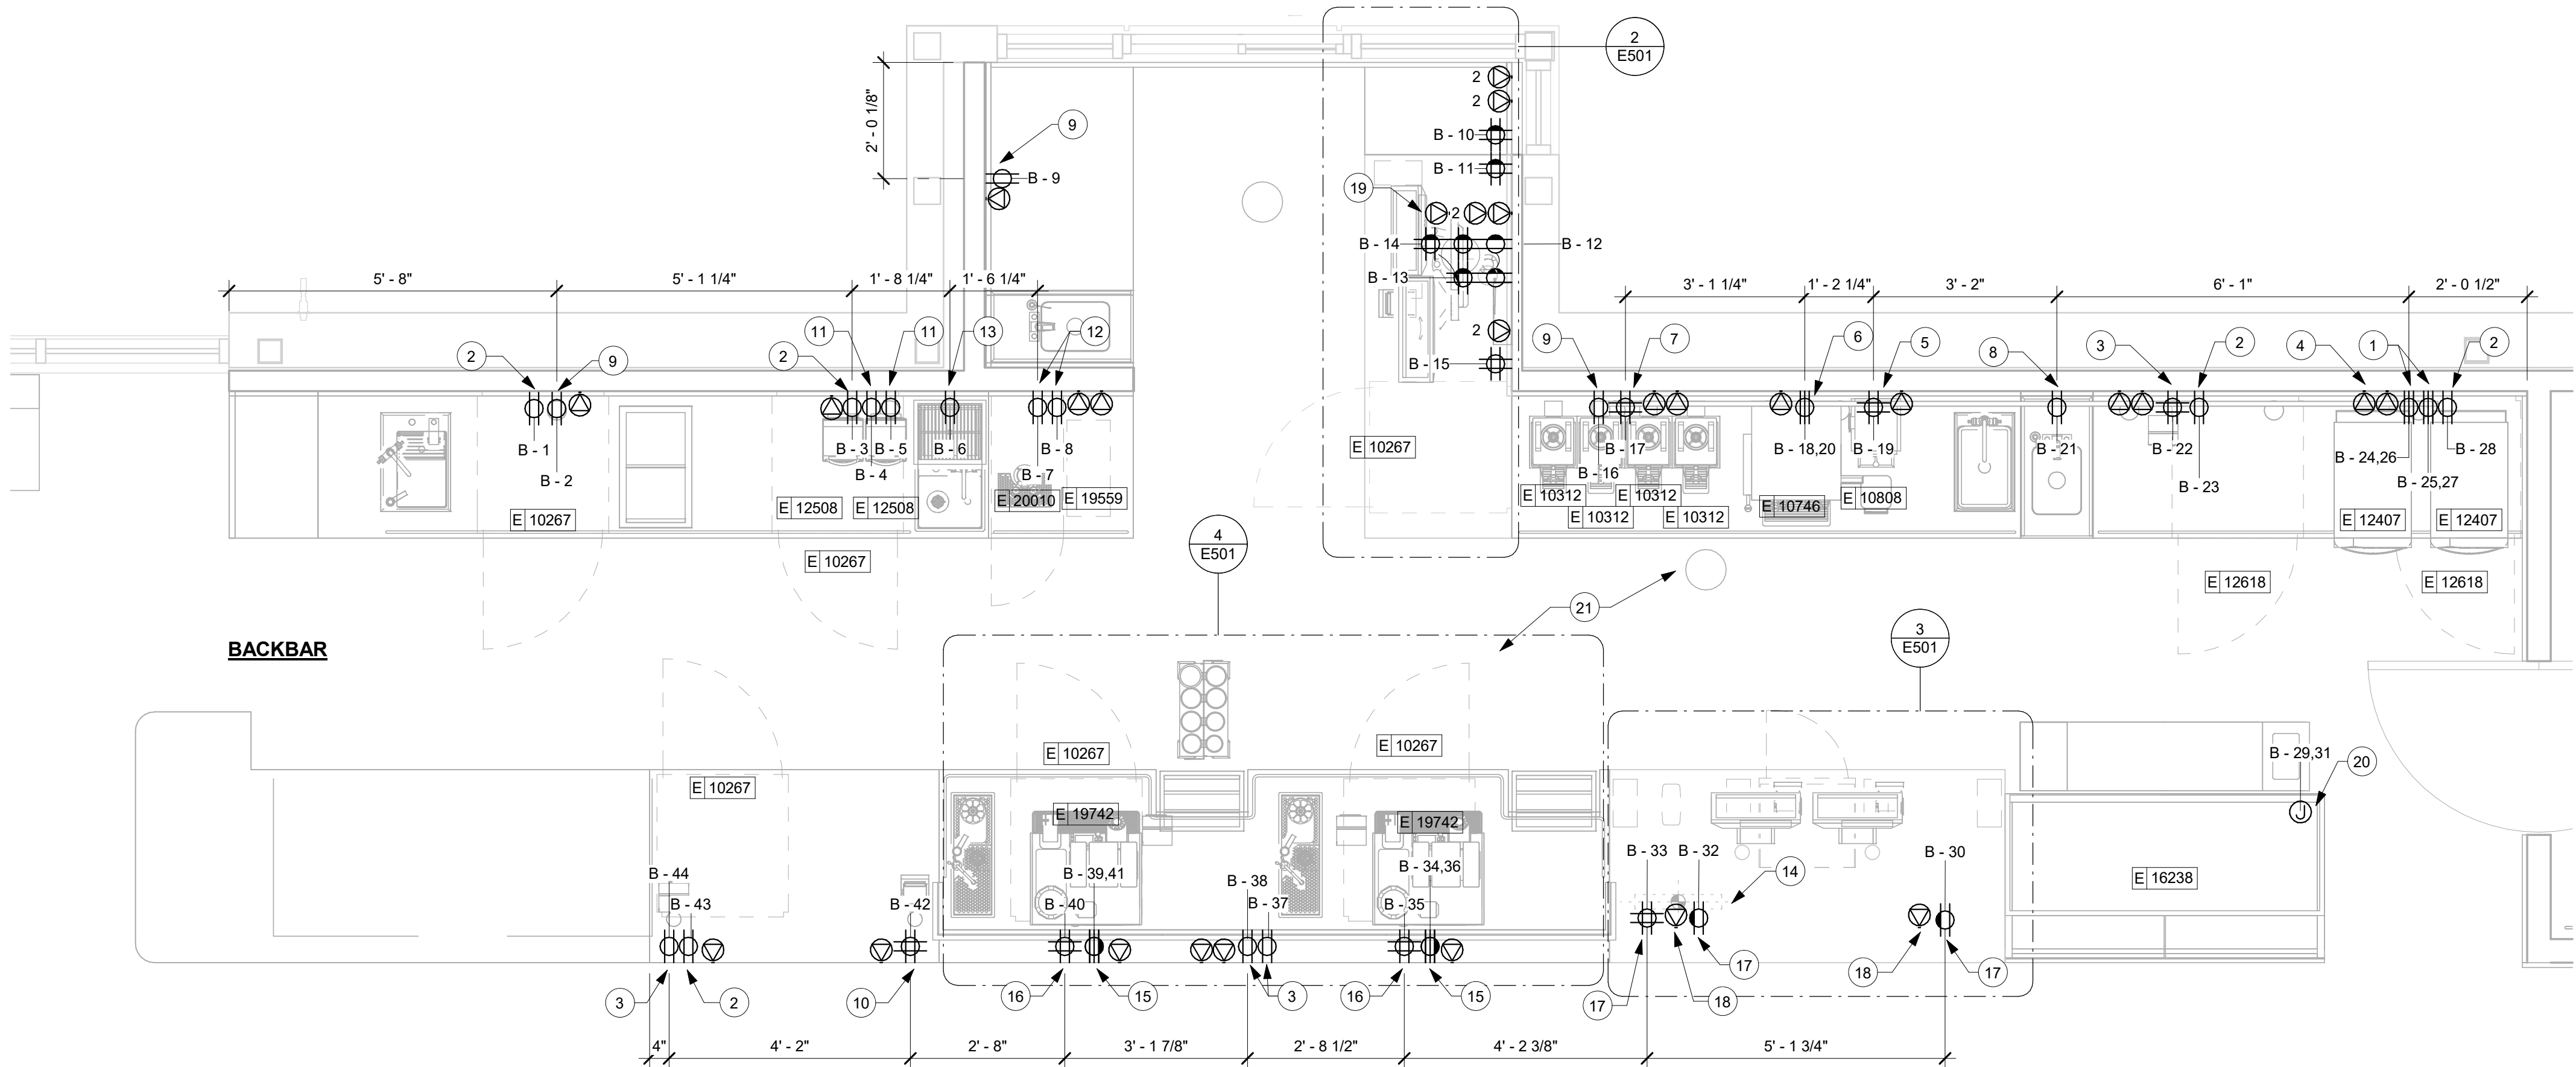 2
E501
2
2
2' - 0 1/8"
9
B - 10
B - 11
B - 9
19
2
B - 14
B - 12
B - 13
5' - 8"
5' - 1 1/4"
1' - 8 1/4"
1' - 6 1/4"
3' - 1 1/4"
1' - 2 1/4"
3' - 2"
6' - 1"
2' - 0 1/2"
2
11
11
13
12
9
7
6
5
8
3
2
4
1
2
2
9
2
B - 15
B - 1
B - 2
B - 3
B - 4
B - 5
B - 6
B - 7
B - 8
E 10267
B - 17
B - 16
B - 18,20
B - 19
B - 21
B - 22
B - 23
B - 24,26
B - 25,27
B - 28
E 10267
E 12508
E 12508
E 20010
E 19559
E 10312
E 10312
E 10312
E 10312
E 10746
E 10808
E 12407
E 12407
4
E501
E 10267
E 12618
E 12618
21
BACKBAR
3
E501
E 10267
E 10267
E 10267
B - 29,31
20
E 19742
E 19742
J
B - 44
B - 43
B - 42
B - 39,41
B - 40
B - 38
B - 37
B - 34,36
B - 35
B - 33
B - 32
B - 30
14
E 16238
3
2
10
16
15
3
16
15
17
18
17
18
17
4"
4' - 2"
2' - 8"
3' - 1 7/8"
2' - 8 1/2"
4' - 2 3/8"
5' - 1 3/4"